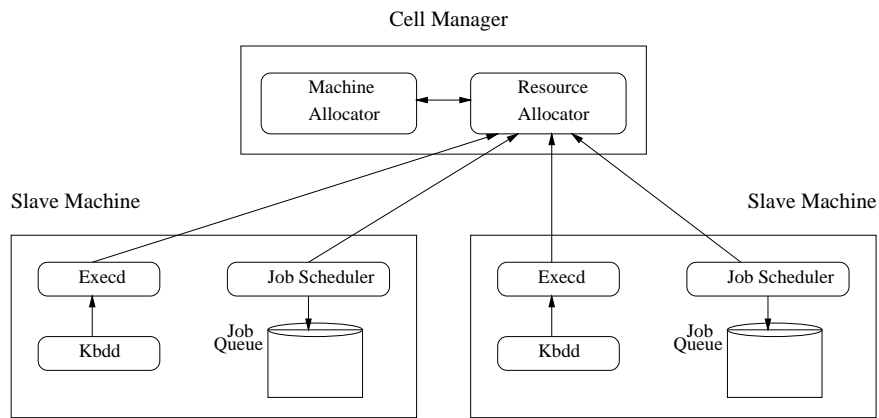 Cell Manager
Machine
Allocator
Resource
Allocator
Slave Machine
Slave Machine
Execd
Job Scheduler
Kbdd
Job
Queue
Execd
Job Scheduler
Kbdd
Job
Queue